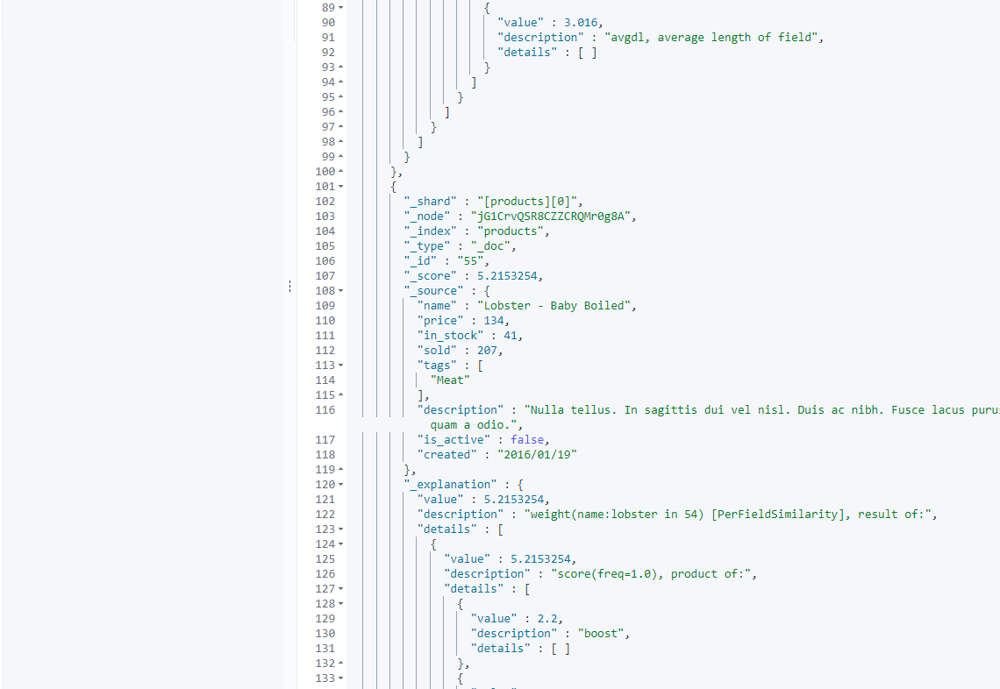 89 {
90 "value" : 3.016,
91 "description" : "avgdl, average length of field",
92 "details" : [ ]
93 }
94 ]
95 }
96 ]
97 }
98 ]
99 }
100 },
101 {
102 "_shard" : "[products][0]",
103 "_node" : "jG1CrvQSR8CZZCRQMr0g8A",
104 "_index" : "products",
105 "_type" : "_doc",
106 "_id" : "55",
107 "_score" : 5.2153254,
108 "_source" : {
109 "name" : "Lobster - Baby Boiled",
110 "price" : 134,
111 "in_stock" : 41,
112 "sold" : 207,
113 "tags" : [
114 "Meat"
115 ],
116 "description" : "Nulla tellus. In sagittis dui vel nisl. Duis ac nibh. Fusce lacus
quam a odio.",
117 "is_active" : false,
118 "created" : "2016/01/19"
119 },
120 "_explanation" : {
121 "value" : 5.2153254,
122 "description" : "weight(name:lobster in 54) [PerFieldSimilarity], result of:",
123 "details" : [
124 {
125 "value" : 5.2153254,
126 "description" : "score(freq=1.0), product of:",
127 "details" : [
128 {
129 "value" : 2.2,
130 "description" : "boost",
131 "details" : [ ]
132 },
133 {